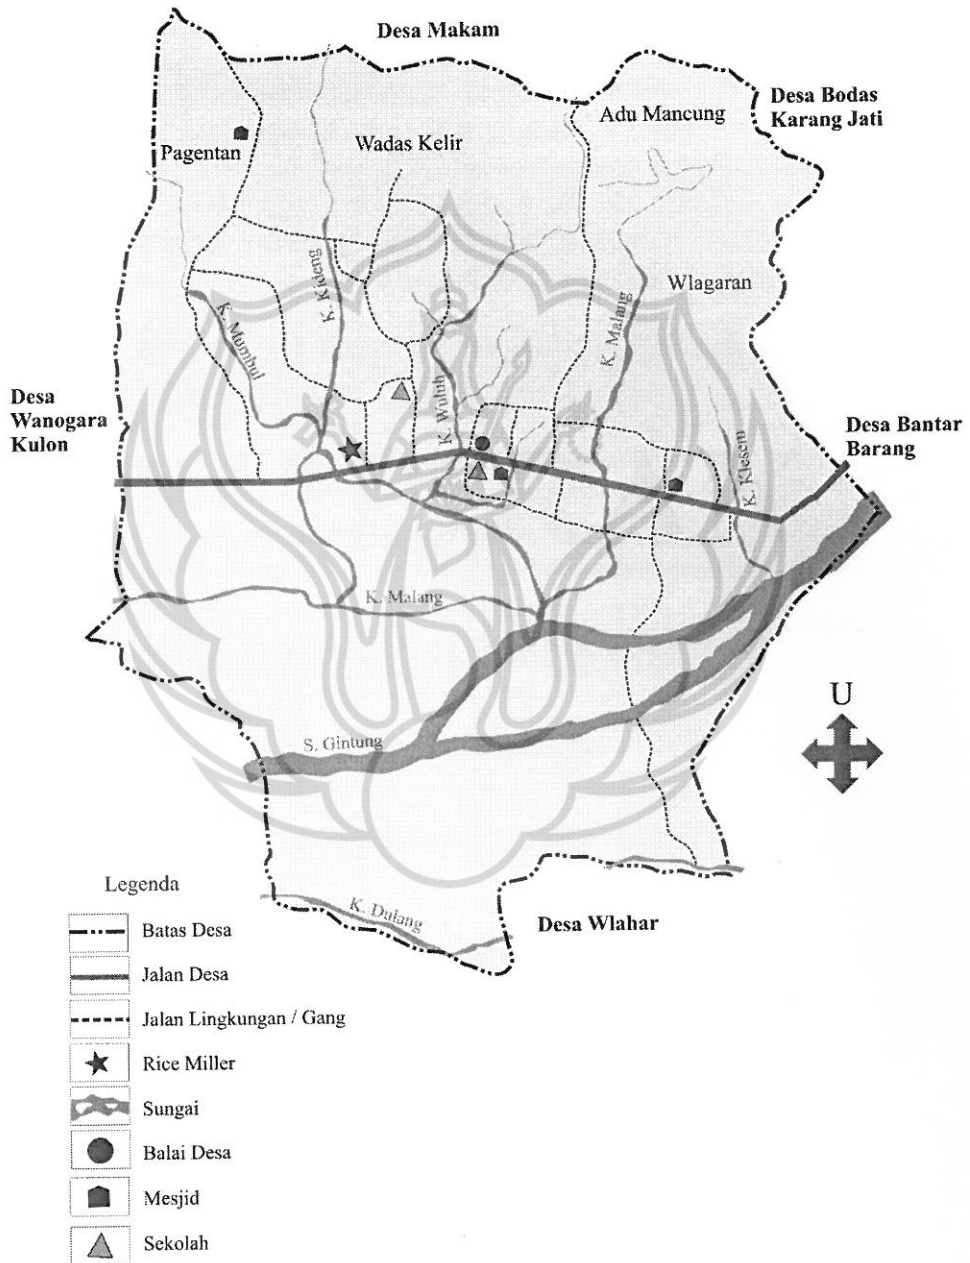 Desa Makam
Desa Bodas
Karang Jati
Adu Mancung
Wadas Kelir
Pagentan
Wlagaran
K. Kideng
K. Mumbul
K. Malang
K. Wuluh
Desa
Wanogara
Kulon
Desa Bantar
Barang
K. Klesem
K. Malang
U
S. Gintung
K. Dulang
Desa Wlahar
Legenda
Batas Desa
Jalan Desa
Jalan Lingkungan / Gang
Rice Miller
Sungai
Balai Desa
Mesjid
Sekolah